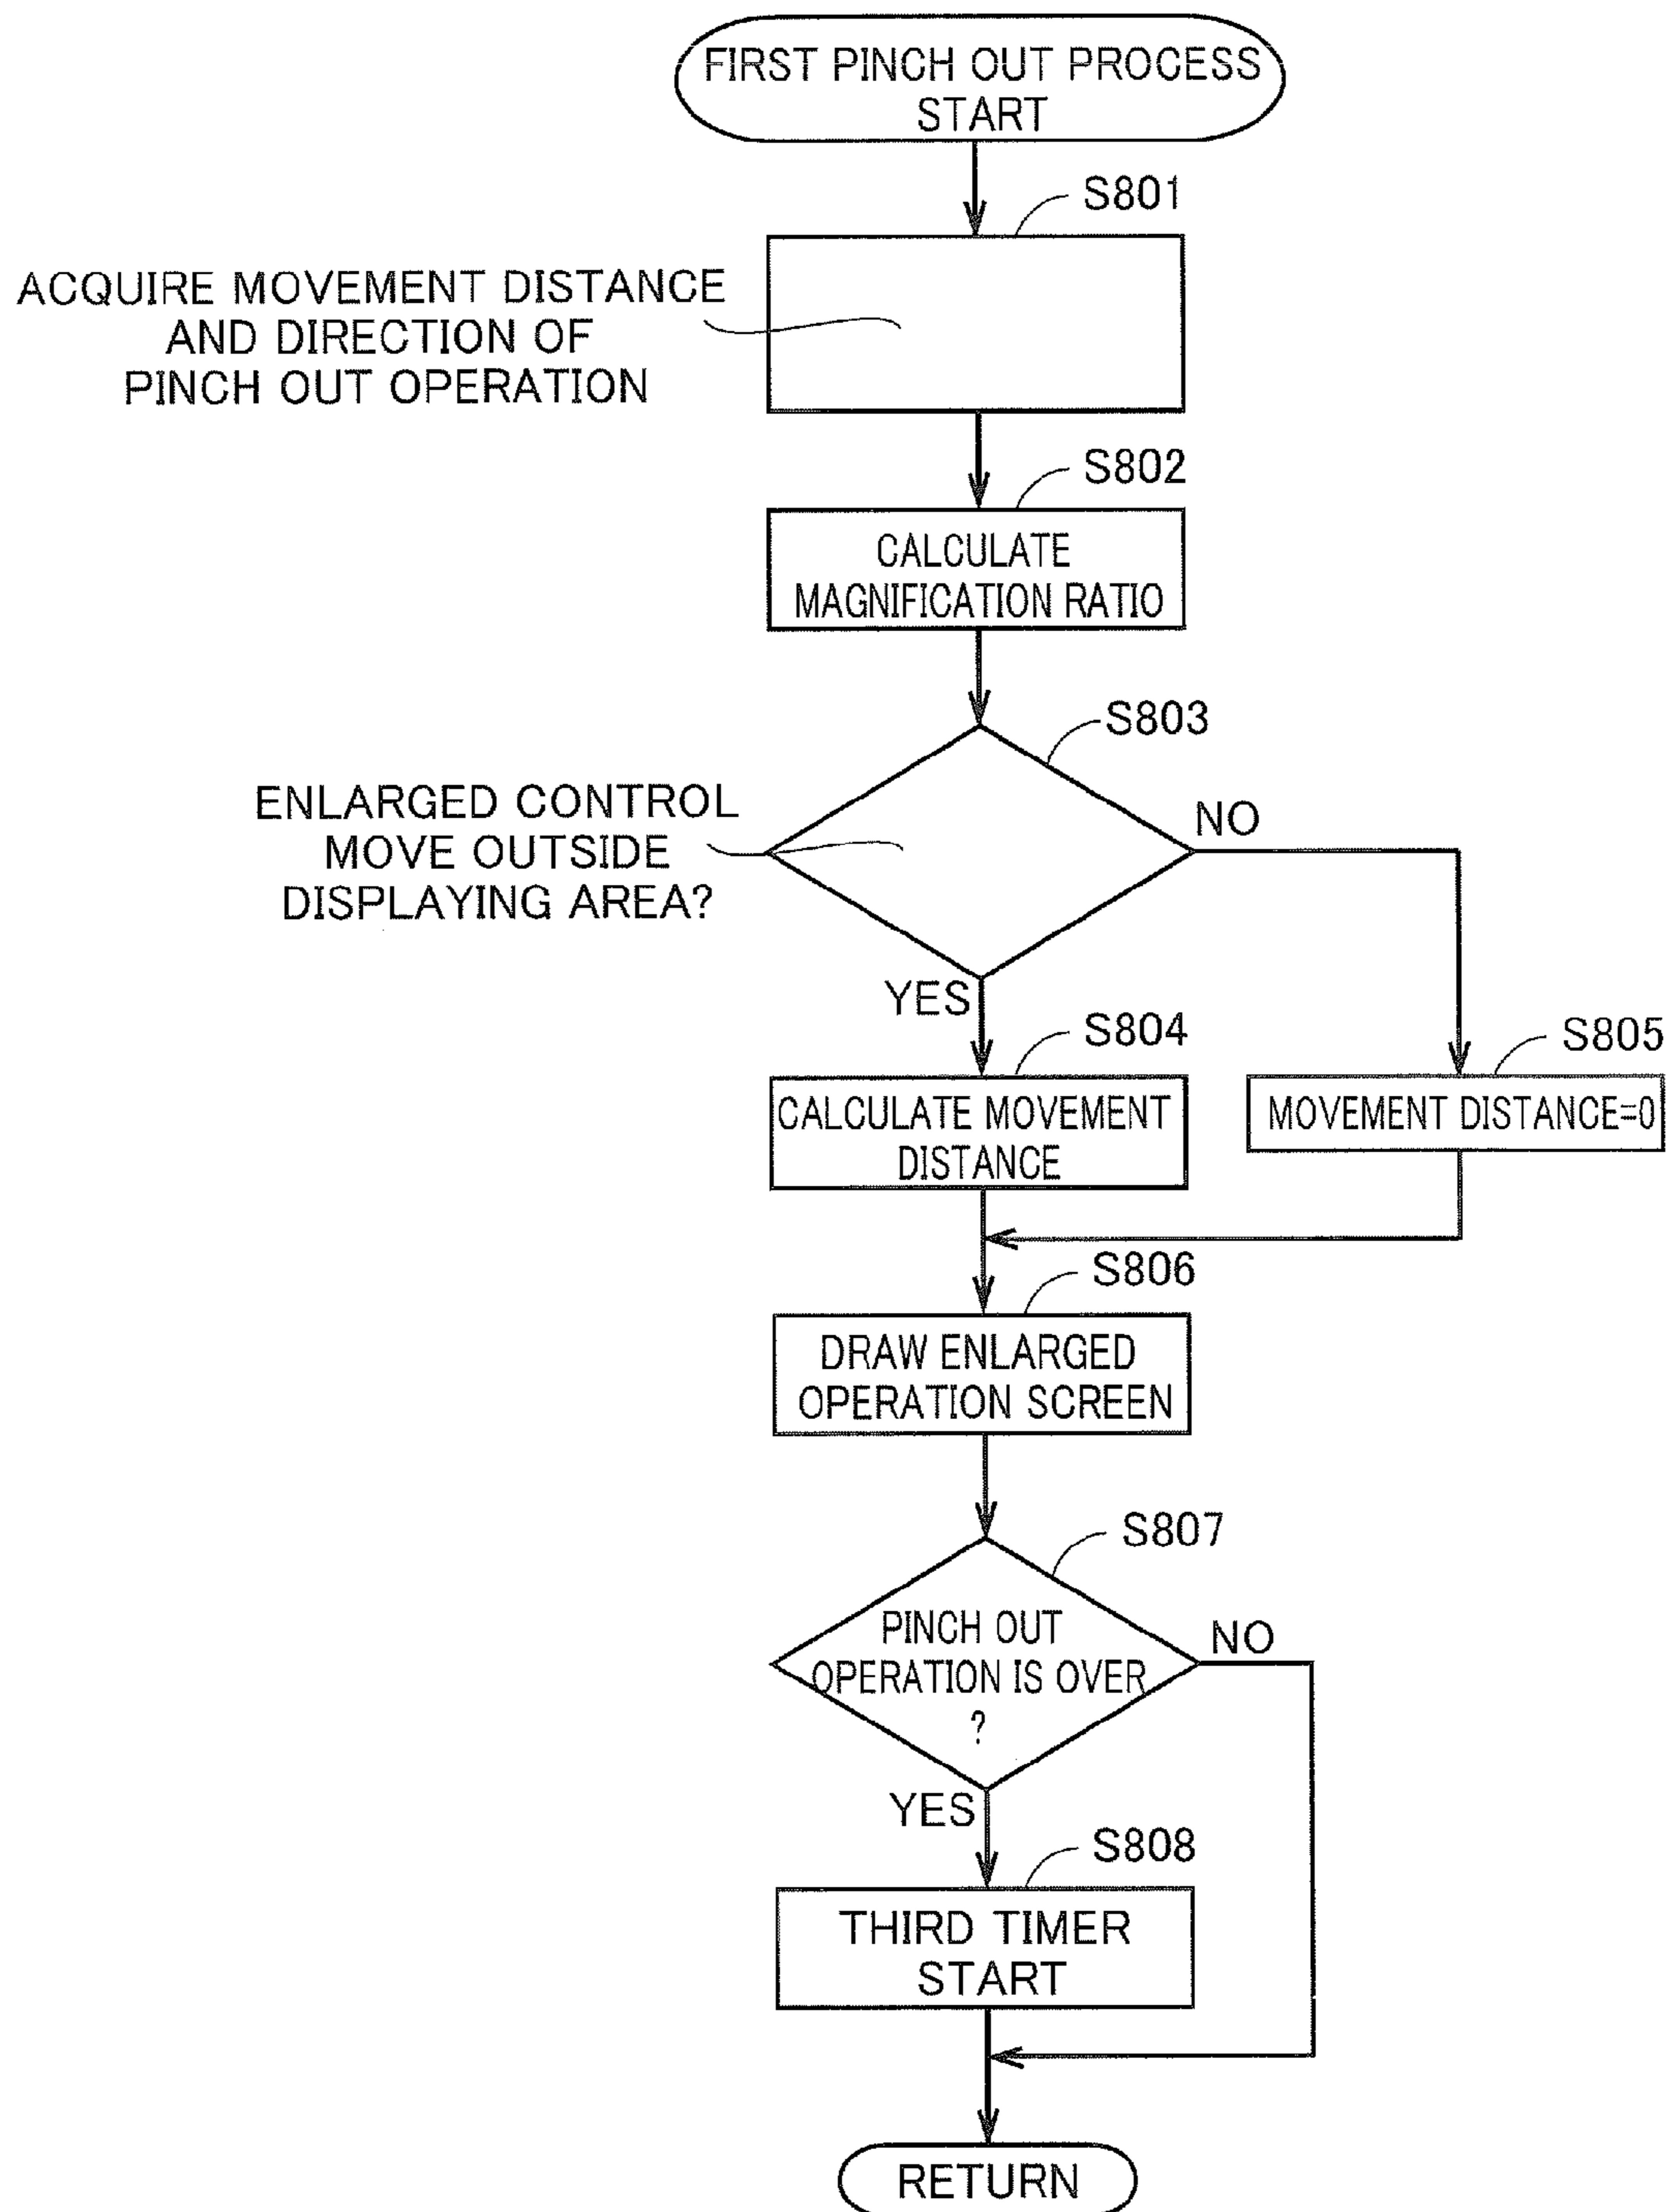 FIRST PINCH OUT PROCESS
START
S801
ACQUIRE MOVEMENT DISTANCE
AND DIRECTION OF
PINCH OUT OPERATION
S802
CALCULATE
MAGNIFICATION RATIO
S803
ENLARGED CONTROL
MOVE OUTSIDE
DISPLAYING AREA?
NO
YES
S804
S805
CALCULATE MOVEMENT
DISTANCE
MOVEMENT DISTANCE=0
S806
DRAW ENLARGED
OPERATION SCREEN
S807
PINCH OUT
OPERATION IS OVER
?
NO
YES
S808
THIRD TIMER
START
RETURN